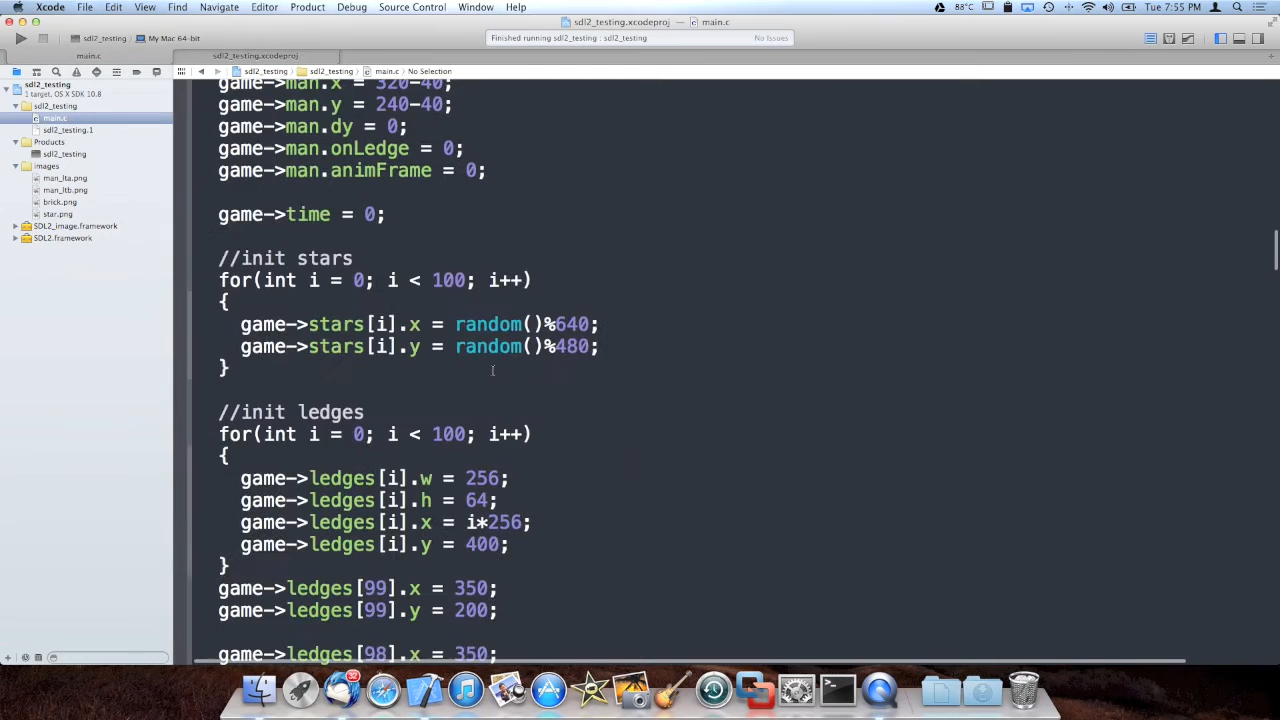 Xcode File Edit View Find Navigate Editor Product Debug Source Control Window Help 88°C Tue 7:55 PM
sdl2_testing.xcodeproj — main.c
sdl2_testing My Mac 64-bit
Finished running sdl2_testing : sdl2_testing
No Issues
main.c
sdl2_testing.xcodeproj
sdl2_testing sdl2_testing main.c No Selection
sdl2_testing
1 target, OS X SDK 10.8
sdl2_testing
main.c
sdl2_testing.1
Products
sdl2_testing
images
man_lta.png
man_ltb.png
brick.png
star.png
SDL2_image.framework
SDL2.framework
game->man.x = 320-40;
game->man.y = 240-40;
game->man.dy = 0;
game->man.onLedge = 0;
game->man.animFrame = 0;
game->time = 0;
//init stars
for(int i = 0; i < 100; i++)
{
game->stars[i].x = random()%640;
game->stars[i].y = random()%480;
}
//init ledges
for(int i = 0; i < 100; i++)
{
game->ledges[i].w = 256;
game->ledges[i].h = 64;
game->ledges[i].x = i*256;
game->ledges[i].y = 400;
}
game->ledges[99].x = 350;
game->ledges[99].y = 200;
game->ledges[98].x = 350;
32